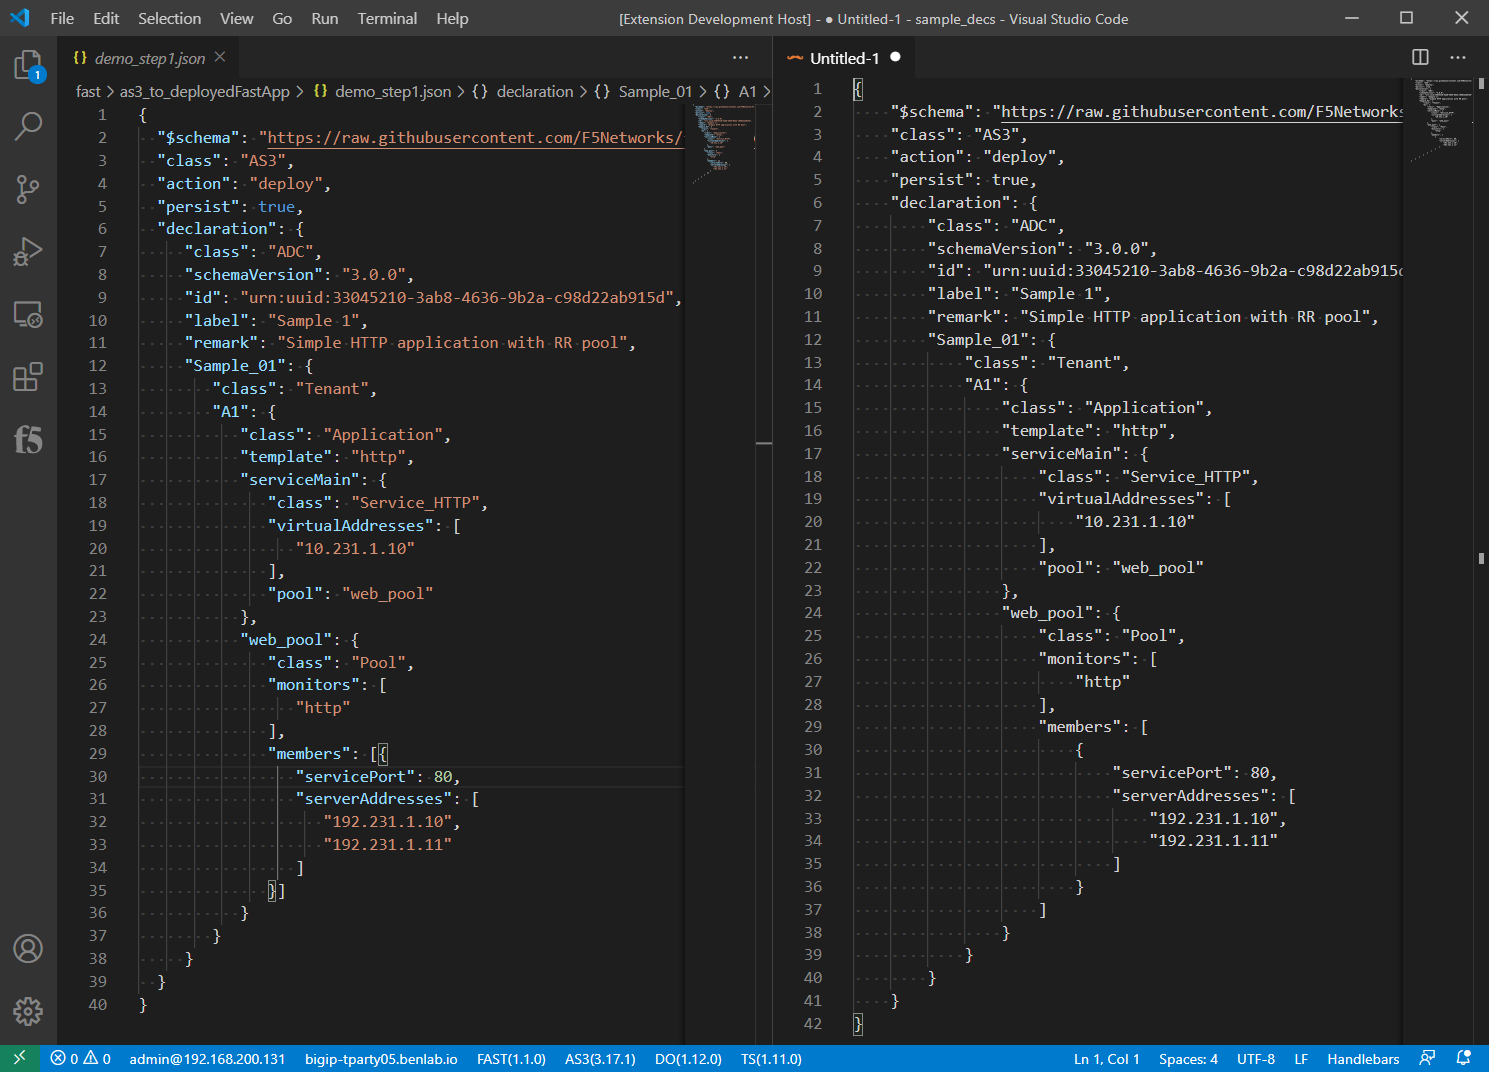 File Edit Selection View Go Run Terminal Help [Extension Development Host] - ● Untitled-1 - sample_decs - Visual Studio Code
1
f5
{} demo_step1.json ×
fast > as3_to_deployedFastApp > {} demo_step1.json > {} declaration > {} Sample_01 > {} A1 >
1 {
2 "$schema": "https://raw.githubusercontent.com/F5Networks/
3 "class": "AS3",
4 "action": "deploy",
5 "persist": true,
6 "declaration": {
7 "class": "ADC",
8 "schemaVersion": "3.0.0",
9 "id": "urn:uuid:33045210-3ab8-4636-9b2a-c98d22ab915d",
10 "label": "Sample 1",
11 "remark": "Simple HTTP application with RR pool",
12 "Sample_01": {
13 "class": "Tenant",
14 "A1": {
15 "class": "Application",
16 "template": "http",
17 "serviceMain": {
18 "class": "Service_HTTP",
19 "virtualAddresses": [
20 "10.231.1.10"
21 ],
22 "pool": "web_pool"
23 },
24 "web_pool": {
25 "class": "Pool",
26 "monitors": [
27 "http"
28 ],
29 "members": [{
30 "servicePort": 80,
31 "serverAddresses": [
32 "192.231.1.10",
33 "192.231.1.11"
34 ]
35 }]
36 }
37 }
38 }
39 }
40 }
Untitled-1 ●
1 {
2 "$schema": "https://raw.githubusercontent.com/F5Networks
3 "class": "AS3",
4 "action": "deploy",
5 "persist": true,
6 "declaration": {
7 "class": "ADC",
8 "schemaVersion": "3.0.0",
9 "id": "urn:uuid:33045210-3ab8-4636-9b2a-c98d22ab915d
10 "label": "Sample 1",
11 "remark": "Simple HTTP application with RR pool",
12 "Sample_01": {
13 "class": "Tenant",
14 "A1": {
15 "class": "Application",
16 "template": "http",
17 "serviceMain": {
18 "class": "Service_HTTP",
19 "virtualAddresses": [
20 "10.231.1.10"
21 ],
22 "pool": "web_pool"
23 },
24 "web_pool": {
25 "class": "Pool",
26 "monitors": [
27 "http"
28 ],
29 "members": [
30 {
31 "servicePort": 80,
32 "serverAddresses": [
33 "192.231.1.10",
34 "192.231.1.11"
35 ]
36 }
37 ]
38 }
39 }
40 }
41 }
42 }
0 0 admin@192.168.200.131 bigip-tparty05.benlab.io FAST(1.1.0) AS3(3.17.1) DO(1.12.0) TS(1.11.0) Ln 1, Col 1 Spaces: 4 UTF-8 LF Handlebars